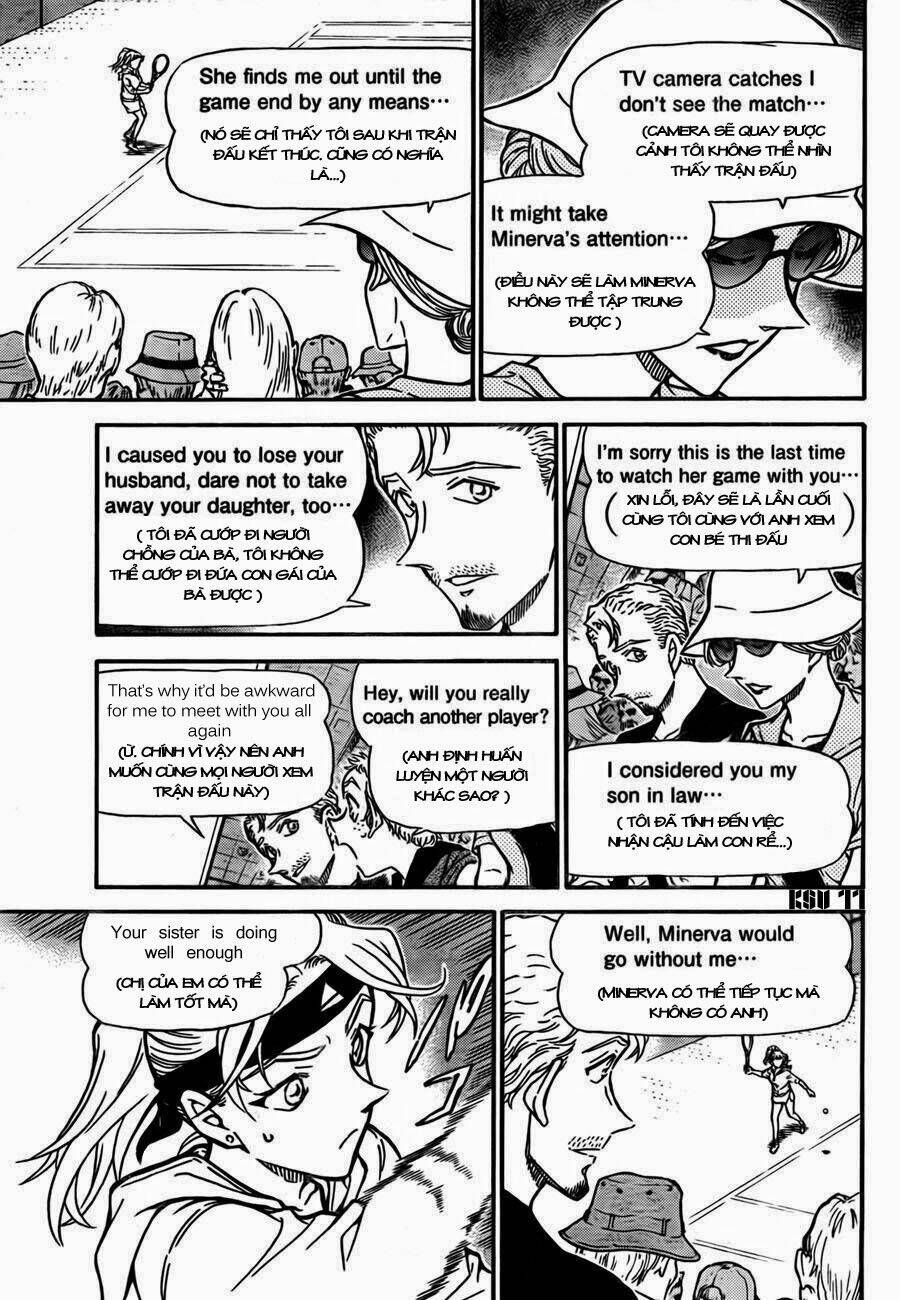 TV camera catches I
don't see the match…
(CAMERA SẼ QUAY ĐƯỢC
CẢNH TÔI KHÔNG THỂ NHÌN
THẤY TRẬN ĐẤU)
It might take
Minerva's attention…
(ĐIỀU NÀY SẼ LÀM MINERVA
KHÔNG THỂ TẬP TRUNG
ĐƯỢC )
She finds me out until the
game end by any means…
(NÓ SẼ CHỈ THẤY TÔI SAU KHI TRẬN
ĐẤU KẾT THÚC. CŨNG CÓ NGHĨA
LÀ...)
I'm sorry this is the last time
to watch her game with you…
( XIN LỖI, ĐÂY SẼ LÀ LẦN CUỐI
CÙNG TÔI CÙNG VỚI ANH XEM
CON BÉ THI ĐẤU )
I considered you my
son in law…
( TÔI ĐÃ TÍNH ĐẾN VIỆC
NHẬN CẬU LÀM CON RỂ...)
I caused you to lose your
husband, dare not to take
away your daughter, too…
( TÔI ĐÃ CƯỚP ĐI NGƯỜI
CHỒNG CỦA BÀ, TÔI KHÔNG
THỂ CƯỚP ĐI ĐỨA CON GÁI CỦA
BÀ ĐƯỢC )
Hey, will you really
coach another player?
(ANH ĐỊNH HUẤN
LUYỆN MỘT NGƯỜI
KHÁC SAO? )
That's why it'd be awkward
for me to meet with you all
again
(Ừ. CHÍNH VÌ VẬY NÊN ANH
MUỐN CÙNG MỌI NGƯỜI XEM
TRẬN ĐẤU NÀY)
KSV 77
Well, Minerva would
go without me…
(MINERVA CÓ THỂ TIẾP TỤC MÀ
KHÔNG CÓ ANH)
Your sister is doing
well enough
(CHỊ CỦA EM CÓ THỂ
LÀM TỐT MÀ)